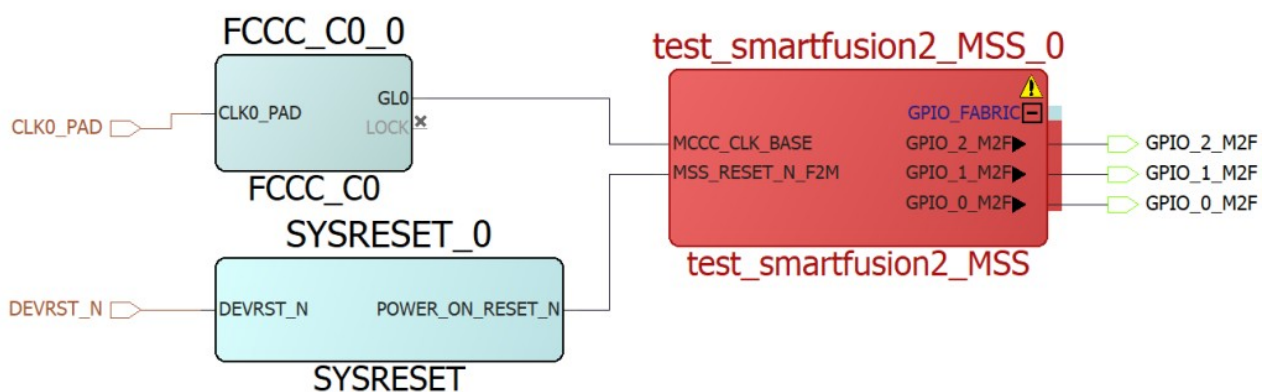 FCCC_C0_0
CLK0_PAD
CLK0_PAD
GL0
LOCK
FCCC_C0
SYSRESET_0
DEVRST_N
DEVRST_N
POWER_ON_RESET_N
SYSRESET
test_smartfusion2_MSS_0
GPIO_FABRIC
MCCC_CLK_BASE
GPIO_2_M2F
GPIO_2_M2F
MSS_RESET_N_F2M
GPIO_1_M2F
GPIO_1_M2F
GPIO_0_M2F
GPIO_0_M2F
test_smartfusion2_MSS